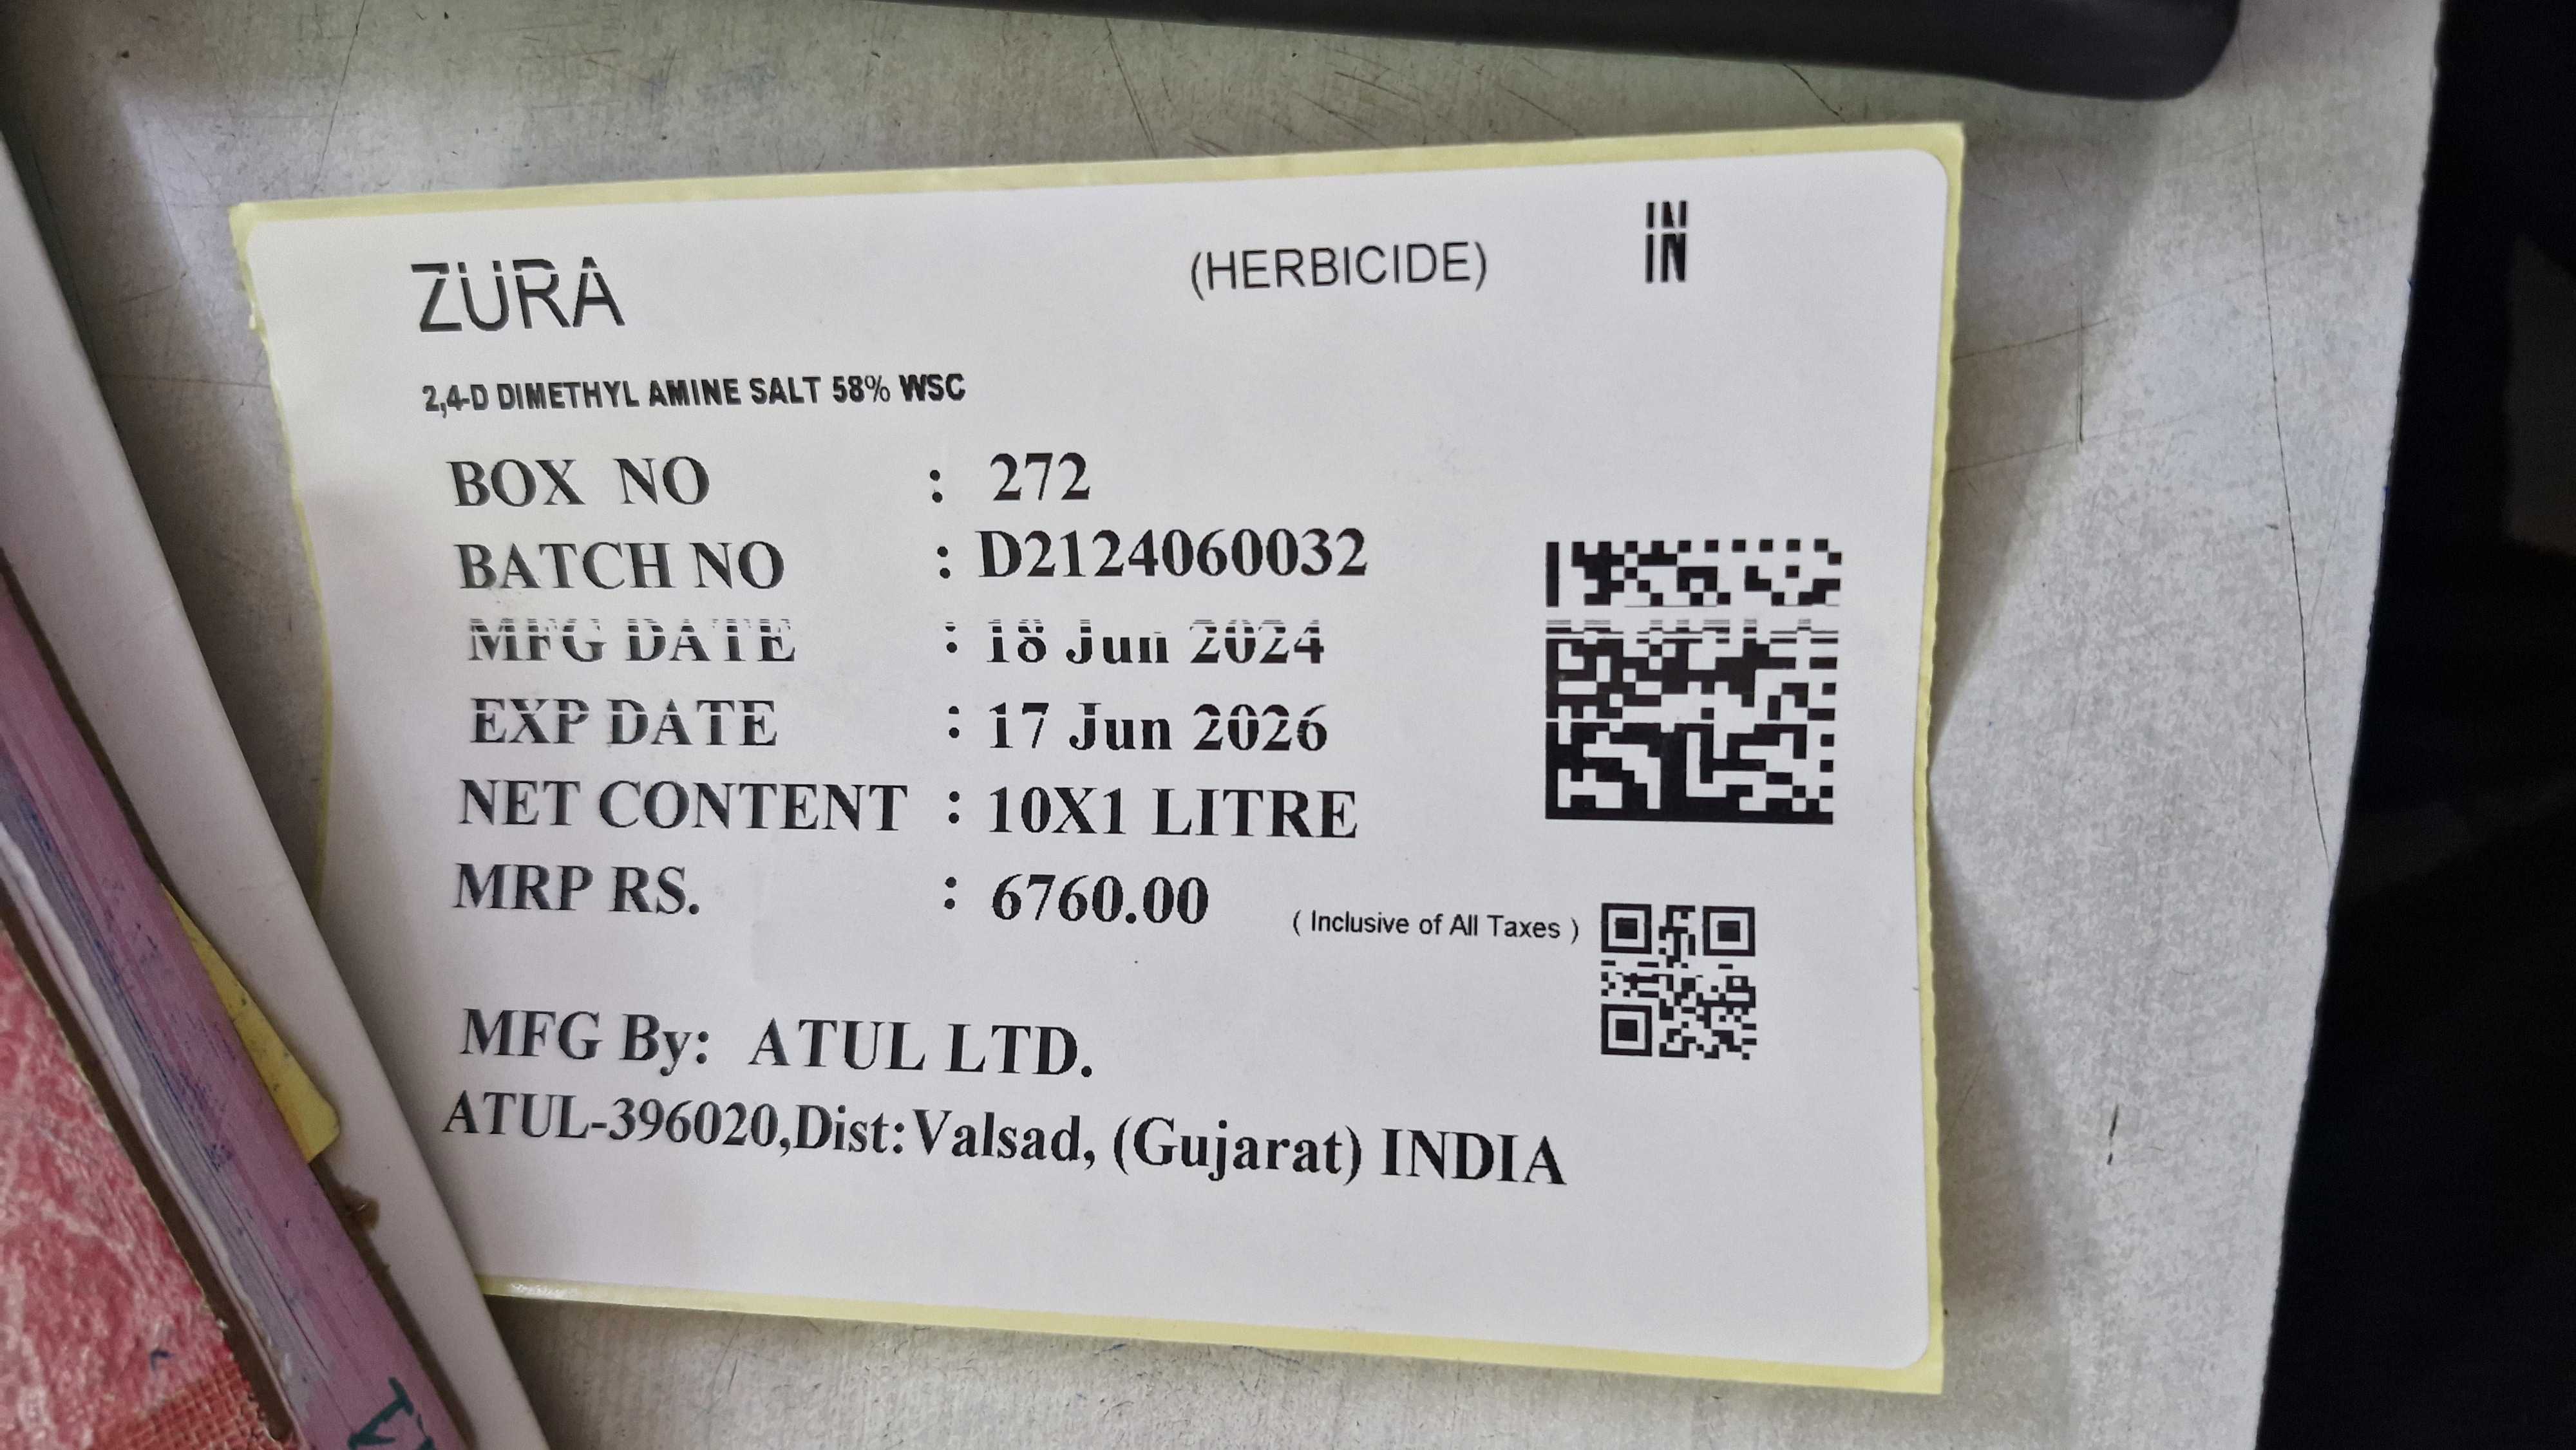 ZURA (HERBICIDE) IN
IN
2,4-D DIMETHYL AMINE SALT 58% WSC
BOX NO : 272
BATCH NO : D2124060032
MFG DATE : 18 Jun 2024
EXP DATE : 17 Jun 2026
NET CONTENT : 10X1 LITRE
MRP RS. : 6760.00 ( Inclusive of All Taxes )
MFG By: ATUL LTD.
ATUL-396020,Dist:Valsad, (Gujarat) INDIA